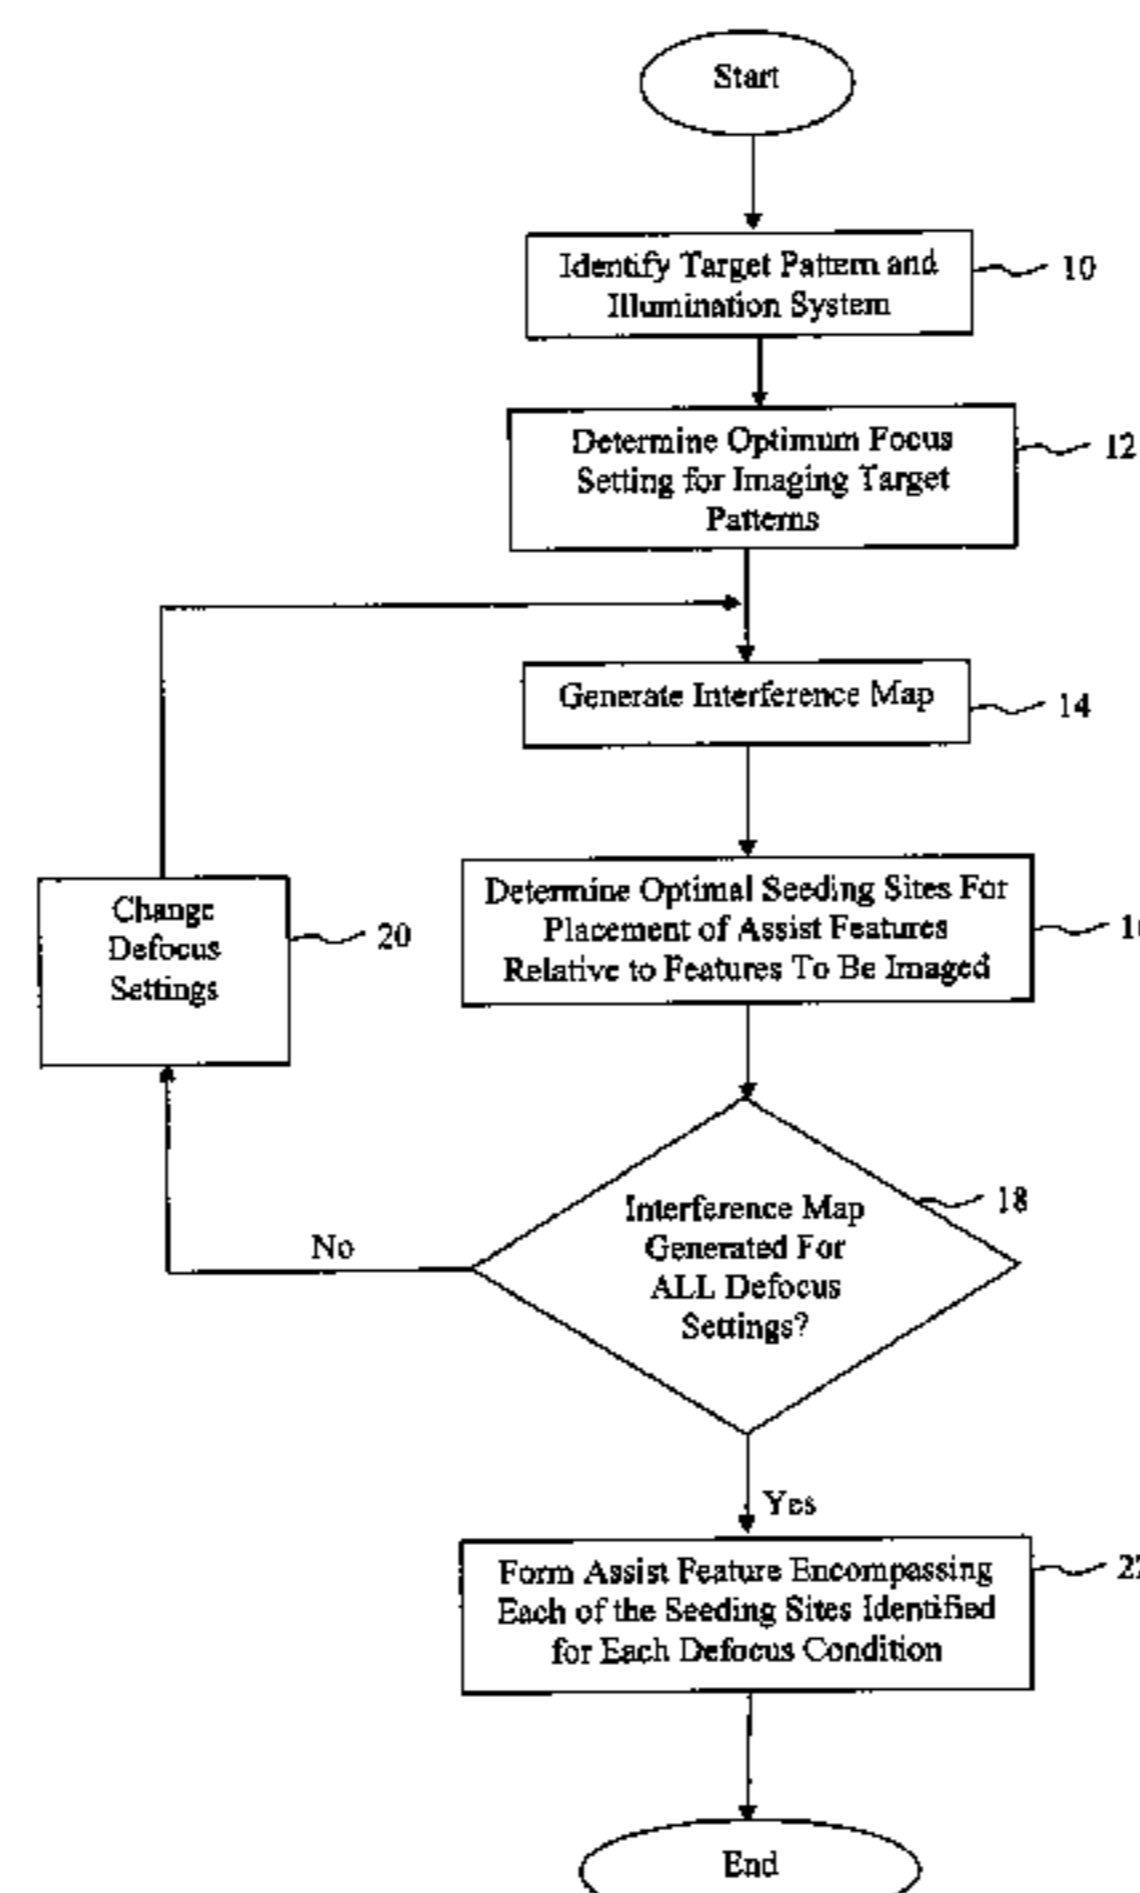 Start
Identify Target Pattern and
Illumination System
10
Determine Optimum Focus
Setting for Imaging Target
Patterns
12
Generate Interference Map
14
Determine Optimal Seeding Sites For
Placement of Assist Features
Relative to Features To Be Imaged
Change
Defocus
Settings
20
Interference Map
Generated For
ALL Defocus
Settings?
18
No
Yes
Form Assist Feature Encompassing
Each of the Seeding Sites Identified
for Each Defocus Condition
End